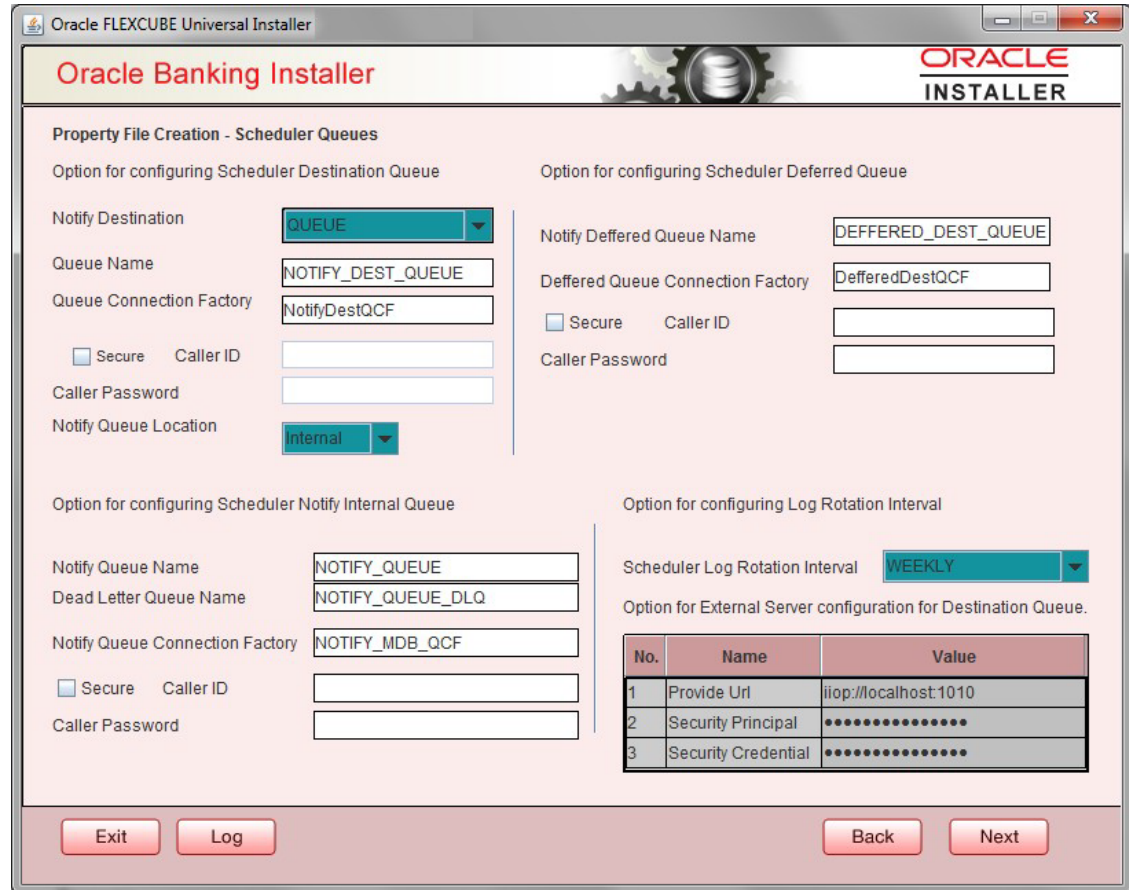 Oracle FLEXCUBE Universal Installer
Oracle Banking Installer
ORACLE
INSTALLER
Property File Creation - Scheduler Queues
Option for configuring Scheduler Destination Queue
Notify Destination
QUEUE
Queue Name
NOTIFY_DEST_QUEUE
Queue Connection Factory
NotifyDestQCF
Secure Caller ID
Caller Password
Notify Queue Location
Internal
Option for configuring Scheduler Deferred Queue
Notify Deffered Queue Name
DEFFERED_DEST_QUEUE
Deffered Queue Connection Factory
DefferedDestQCF
Secure Caller ID
Caller Password
Option for configuring Scheduler Notify Internal Queue
Notify Queue Name
NOTIFY_QUEUE
Dead Letter Queue Name
NOTIFY_QUEUE_DLQ
Notify Queue Connection Factory
NOTIFY_MDB_QCF
Secure Caller ID
Caller Password
Option for configuring Log Rotation Interval
Scheduler Log Rotation Interval
WEEKLY
Option for External Server configuration for Destination Queue.
No. Name Value
1 Provide Url iiop://localhost:1010
2 Security Principal •••••••••••••••
3 Security Credential •••••••••••••••
Exit
Log
Back
Next